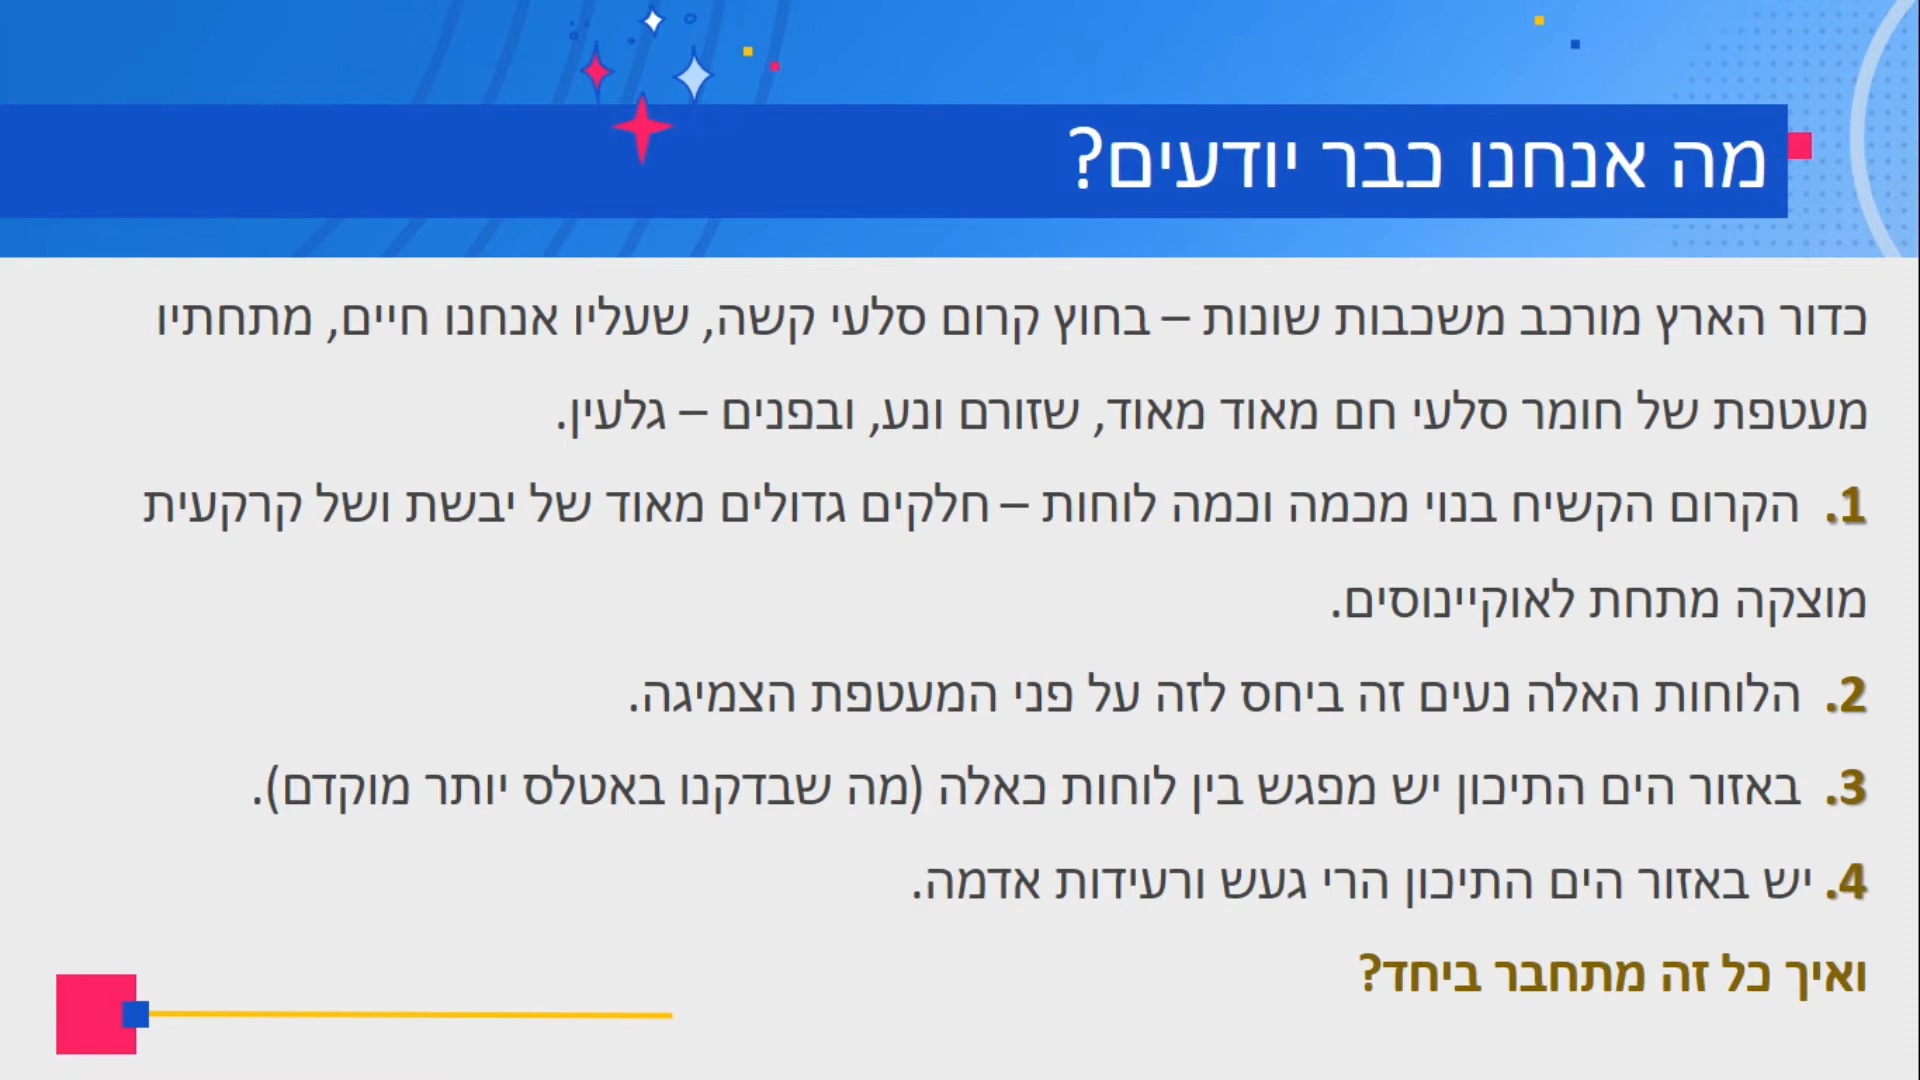 מה אנחנו כבר יודעים?
כדור הארץ מורכב משכבות שונות – בחוץ קרום סלעי קשה, שעליו אנחנו חיים, מתחתיו
מעטפת של חומר סלעי חם מאוד מאוד, שזורם ונע, ובפנים – גלעין.
1. הקרום הקשיח בנוי מכמה וכמה לוחות – חלקים גדולים מאוד של יבשת ושל קרקעית
מוצקה מתחת לאוקיינוסים.
2. הלוחות האלה נעים זה ביחס לזה על פני המעטפת הצמיגה.
3. באזור הים התיכון יש מפגש בין לוחות כאלה (מה שבדקנו באטלס יותר מוקדם).
4. יש באזור הים התיכון הרי געש ורעידות אדמה.
ואיך כל זה מתחבר ביחד?